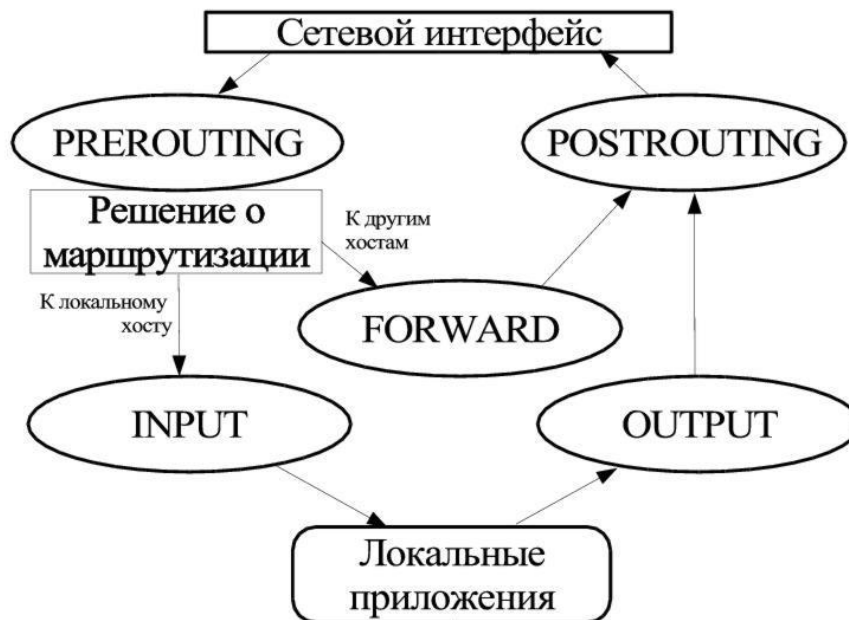 Сетевой интерфейс
PREROUTING
POSTROUTING
Решение о
маршрутизации
К другим
хостам
К локальному
хосту
FORWARD
INPUT
OUTPUT
Локальные
приложения